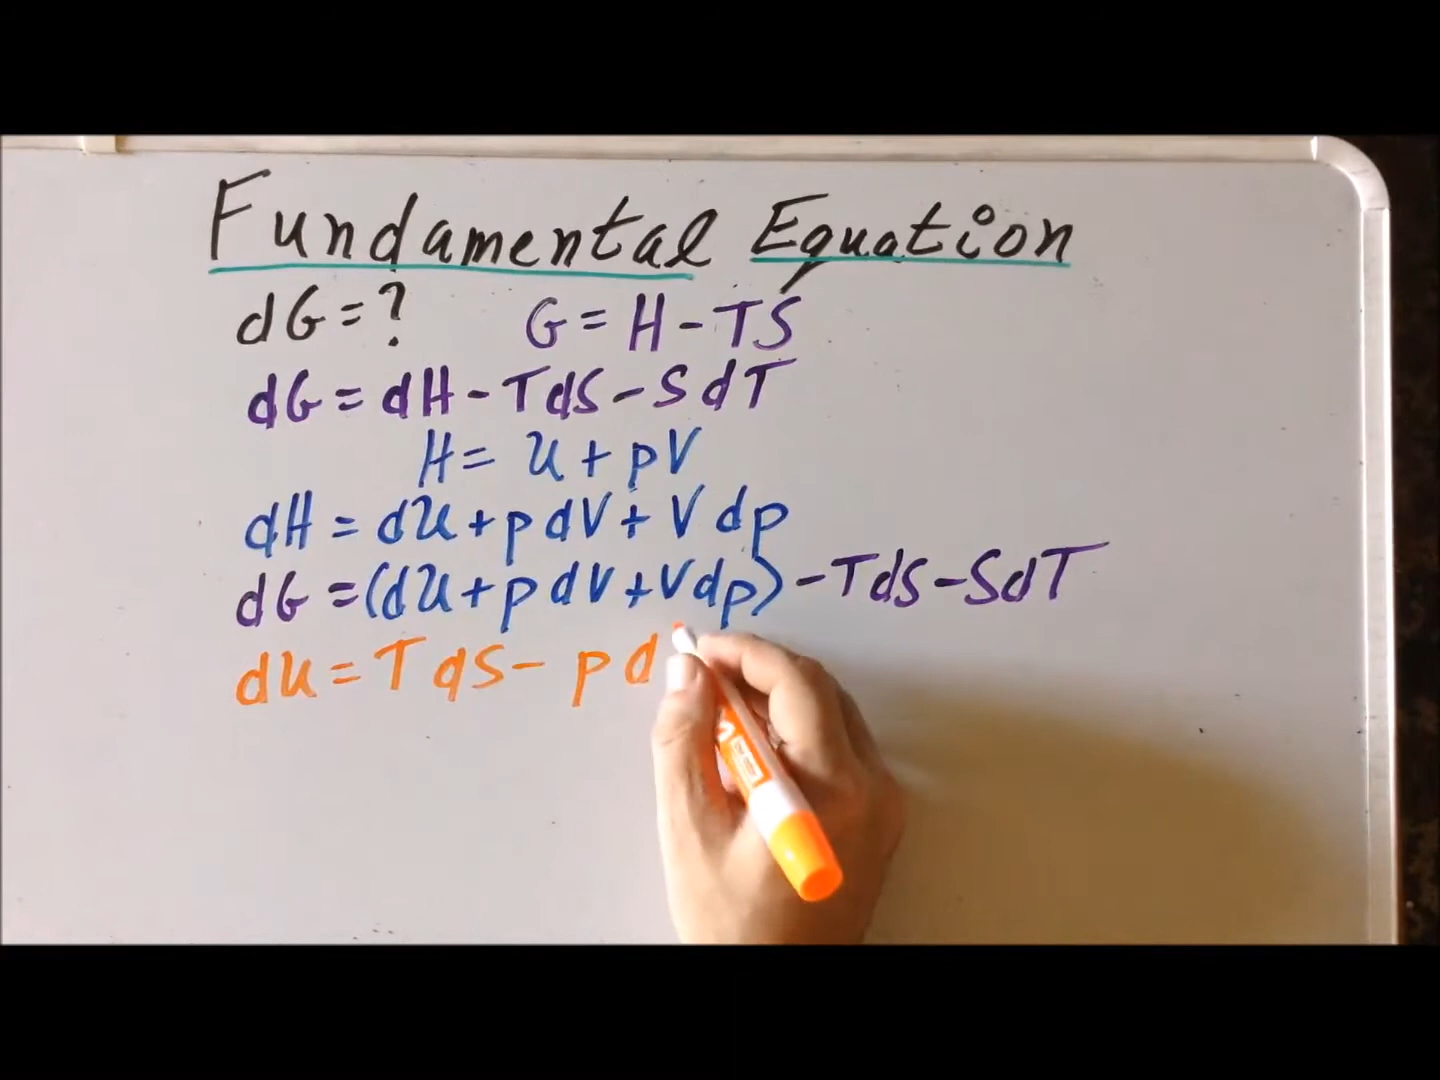 Fundamental Equation
dG = ? G = H - TS
dG = dH - TdS - SdT
H = U + pV
dH = dU + pdV + Vdp
dG = (dU + pdV + Vdp) - TdS - SdT
dU = TdS - pd